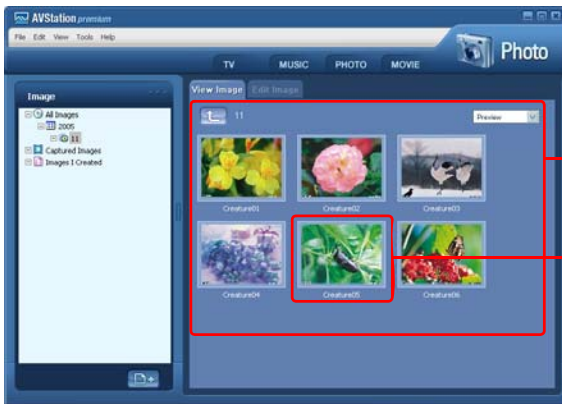 AVStation premium
File Edit View Tools Help
Photo
TV MUSIC PHOTO MOVIE
Image
View Image Edit Image
All Images
2005
11
Captured Images
Images I Created
11
Preview
Creature01 Creature02 Creature03
Creature04 Creature05 Creature06